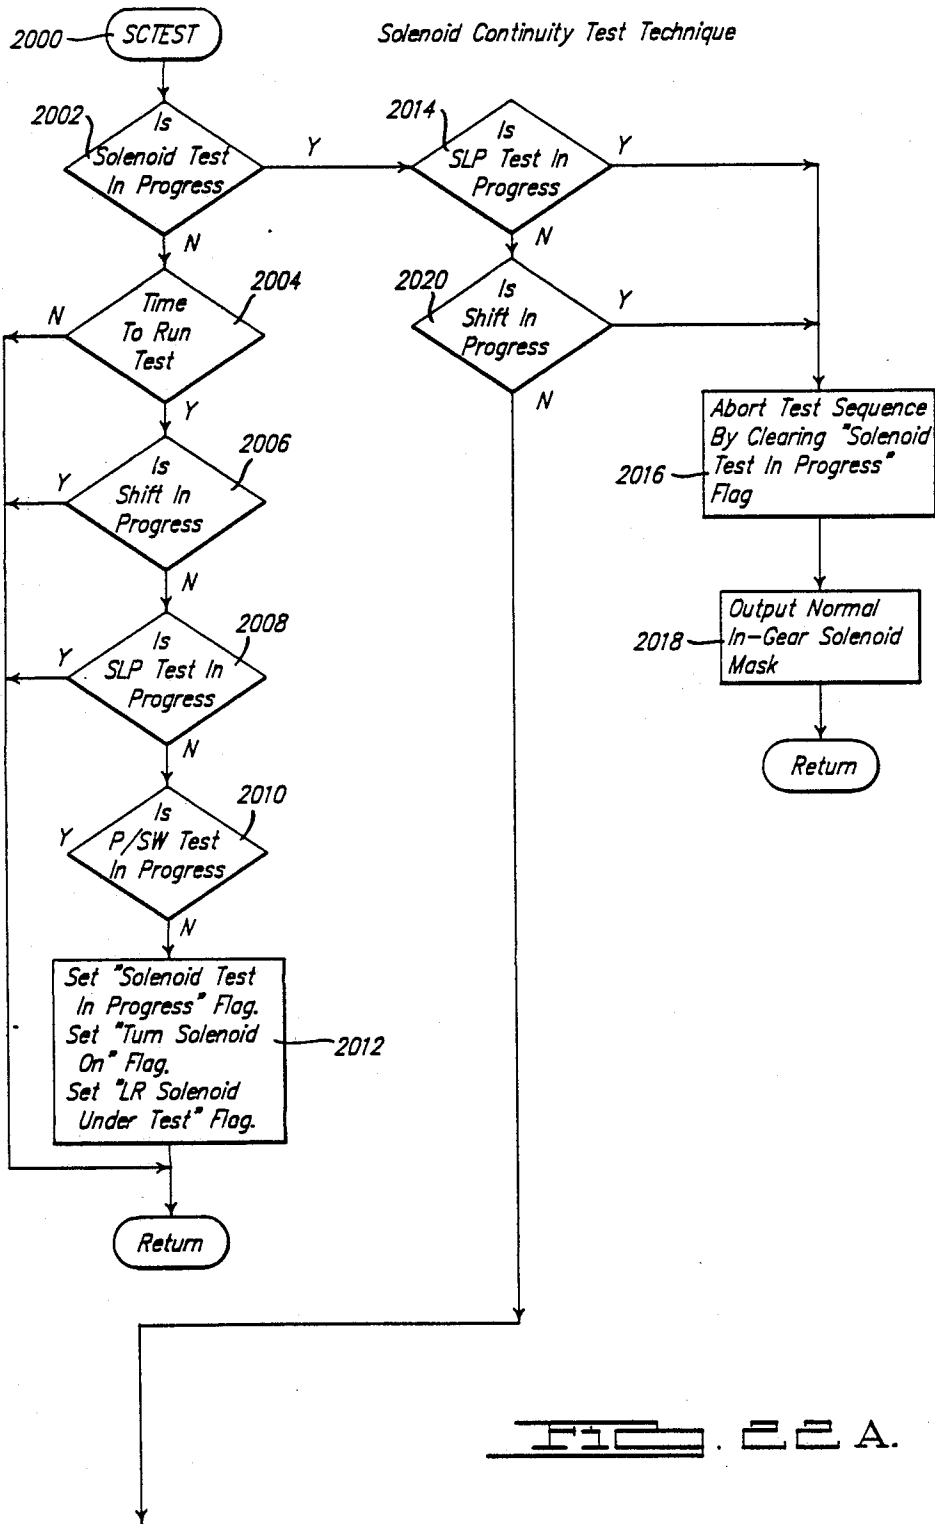 Solenoid Continuity Test Technique
2000
SCTEST
2002
Is
Solenoid Test
In Progress
Y
N
2014
Is
SLP Test In
Progress
Y
N
2004
Time
To Run
Test
N
Y
2020
Is
Shift In
Progress
Y
N
2006
Is
Shift In
Progress
Y
N
Abort Test Sequence
By Clearing "Solenoid
Test In Progress"
Flag
2016
Output Normal
In-Gear Solenoid
Mask
2018
Return
2008
Is
SLP Test In
Progress
Y
N
2010
Is
P/SW Test
In Progress
Y
N
Set "Solenoid Test
In Progress" Flag.
Set "Turn Solenoid
On" Flag.
Set "LR Solenoid
Under Test" Flag.
2012
Return
FIG. 22 A.